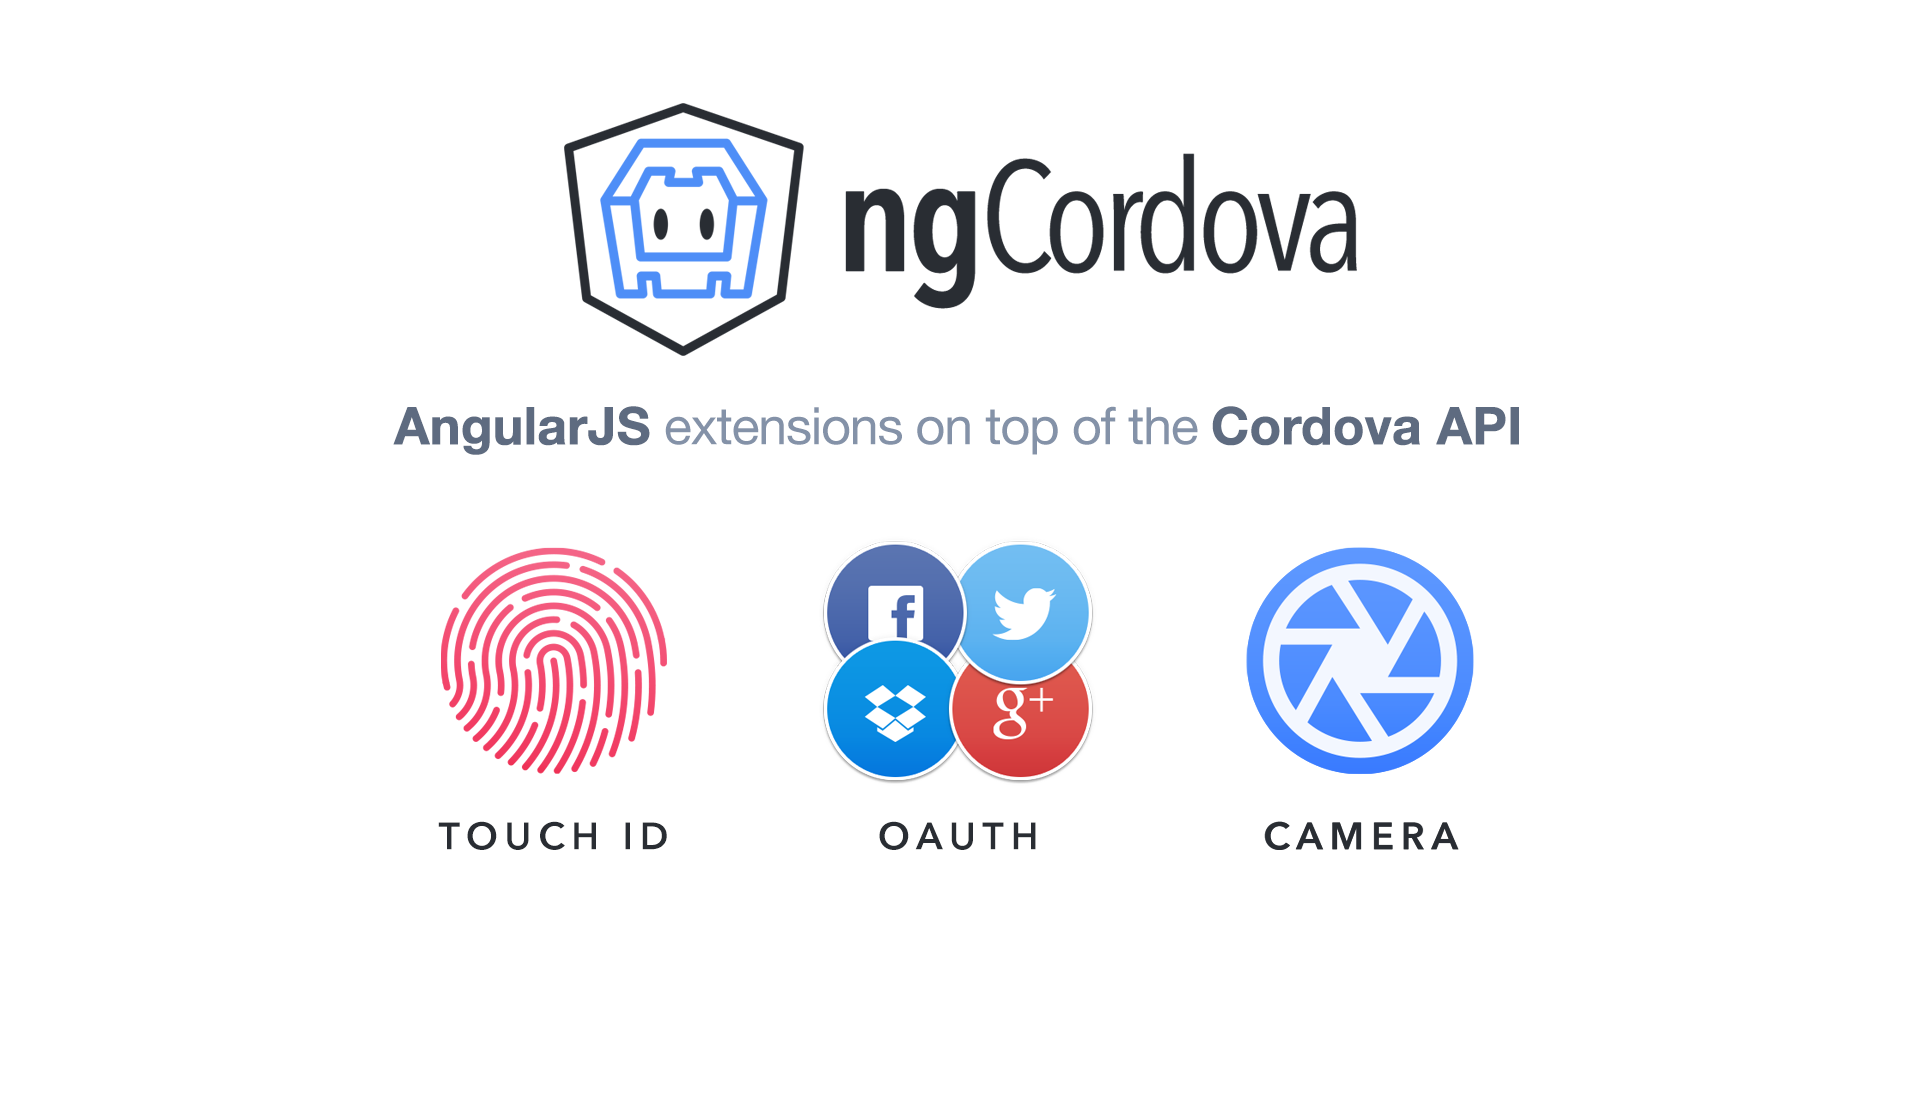 ngCordova
AngularJS extensions on top of the Cordova API
f
g+
TOUCH ID
OAUTH
CAMERA